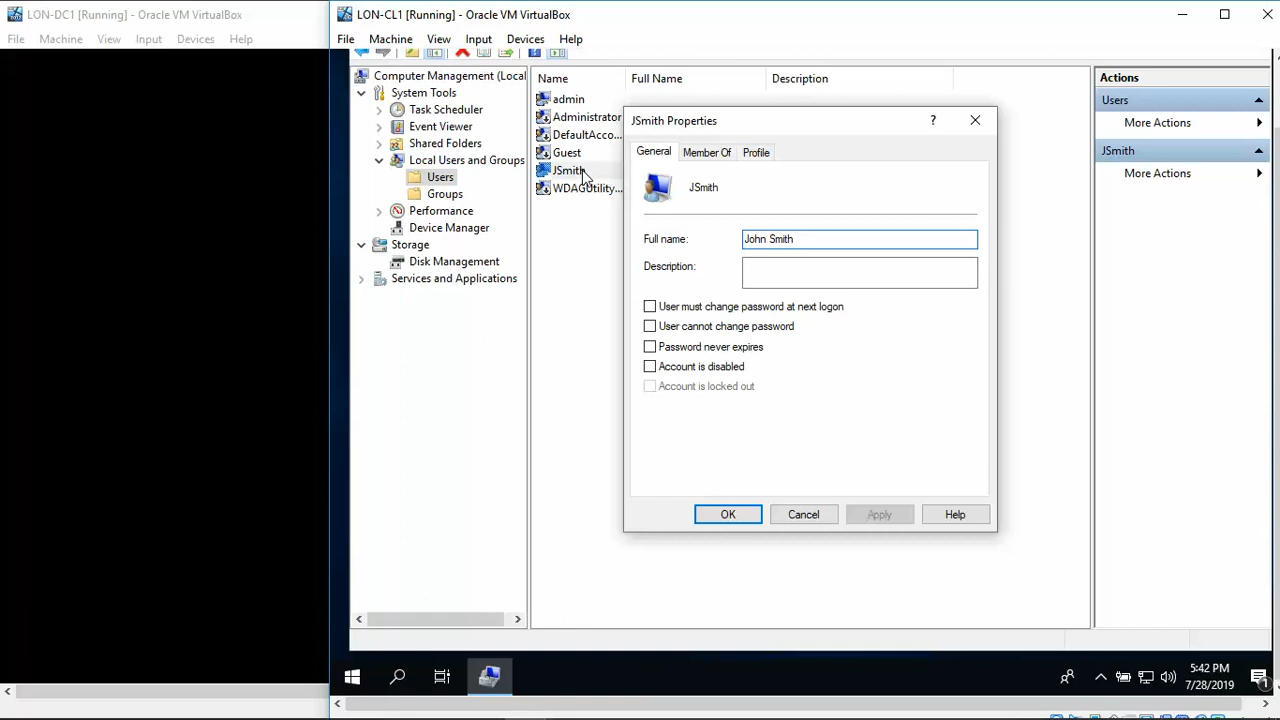 LON-DC1 [Running] - Oracle VM VirtualBox
File Machine View Input Devices Help
LON-CL1 [Running] - Oracle VM VirtualBox
File Machine View Input Devices Help
Computer Management (Local
System Tools
Task Scheduler
Event Viewer
Shared Folders
Local Users and Groups
Users
Groups
Performance
Device Manager
Storage
Disk Management
Services and Applications
Name Full Name Description
admin
Administrator
DefaultAcco...
Guest
JSmith
WDAGUtility...
JSmith Properties
?
General Member Of Profile
JSmith
Full name: John Smith
Description:
User must change password at next logon
User cannot change password
Password never expires
Account is disabled
Account is locked out
OK Cancel Apply Help
Actions
Users
More Actions
JSmith
More Actions
5:42 PM
7/28/2019
1